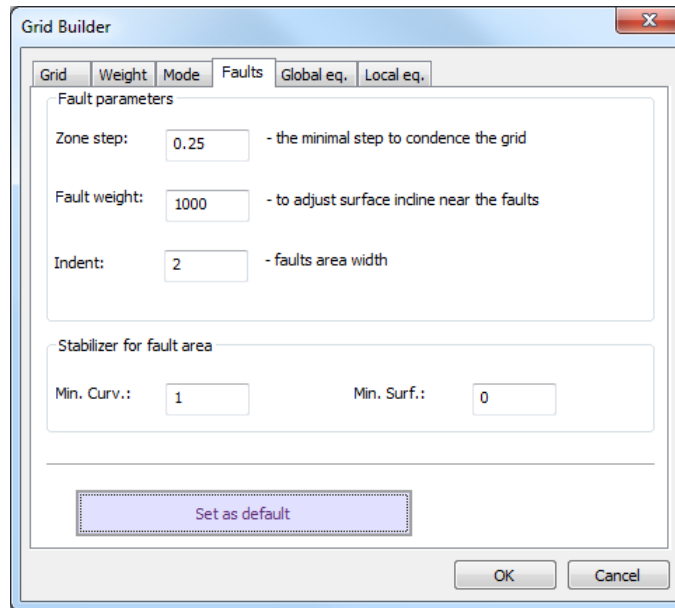 Grid Builder
Grid Weight Mode Faults Global eq. Local eq.
Fault parameters
Zone step: 0.25 - the minimal step to condence the grid
Fault weight: 1000 - to adjust surface incline near the faults
Indent: 2 - faults area width
Stabilizer for fault area
Min. Curv.: 1 Min. Surf.: 0
Set as default
OK Cancel